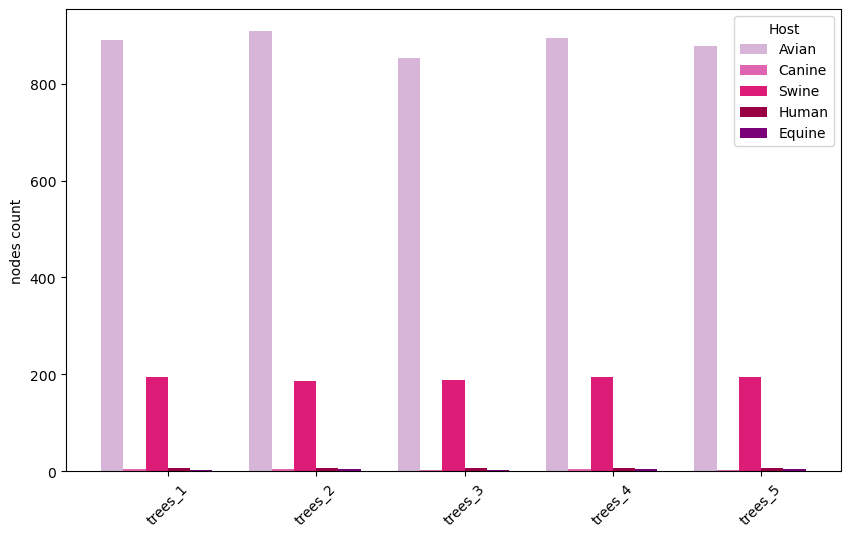 Host
Avian
Canine
Swine
Human
Equine
nodes count
800
600
400
200
0
trees_1
trees_2
trees_3
trees_4
trees_5